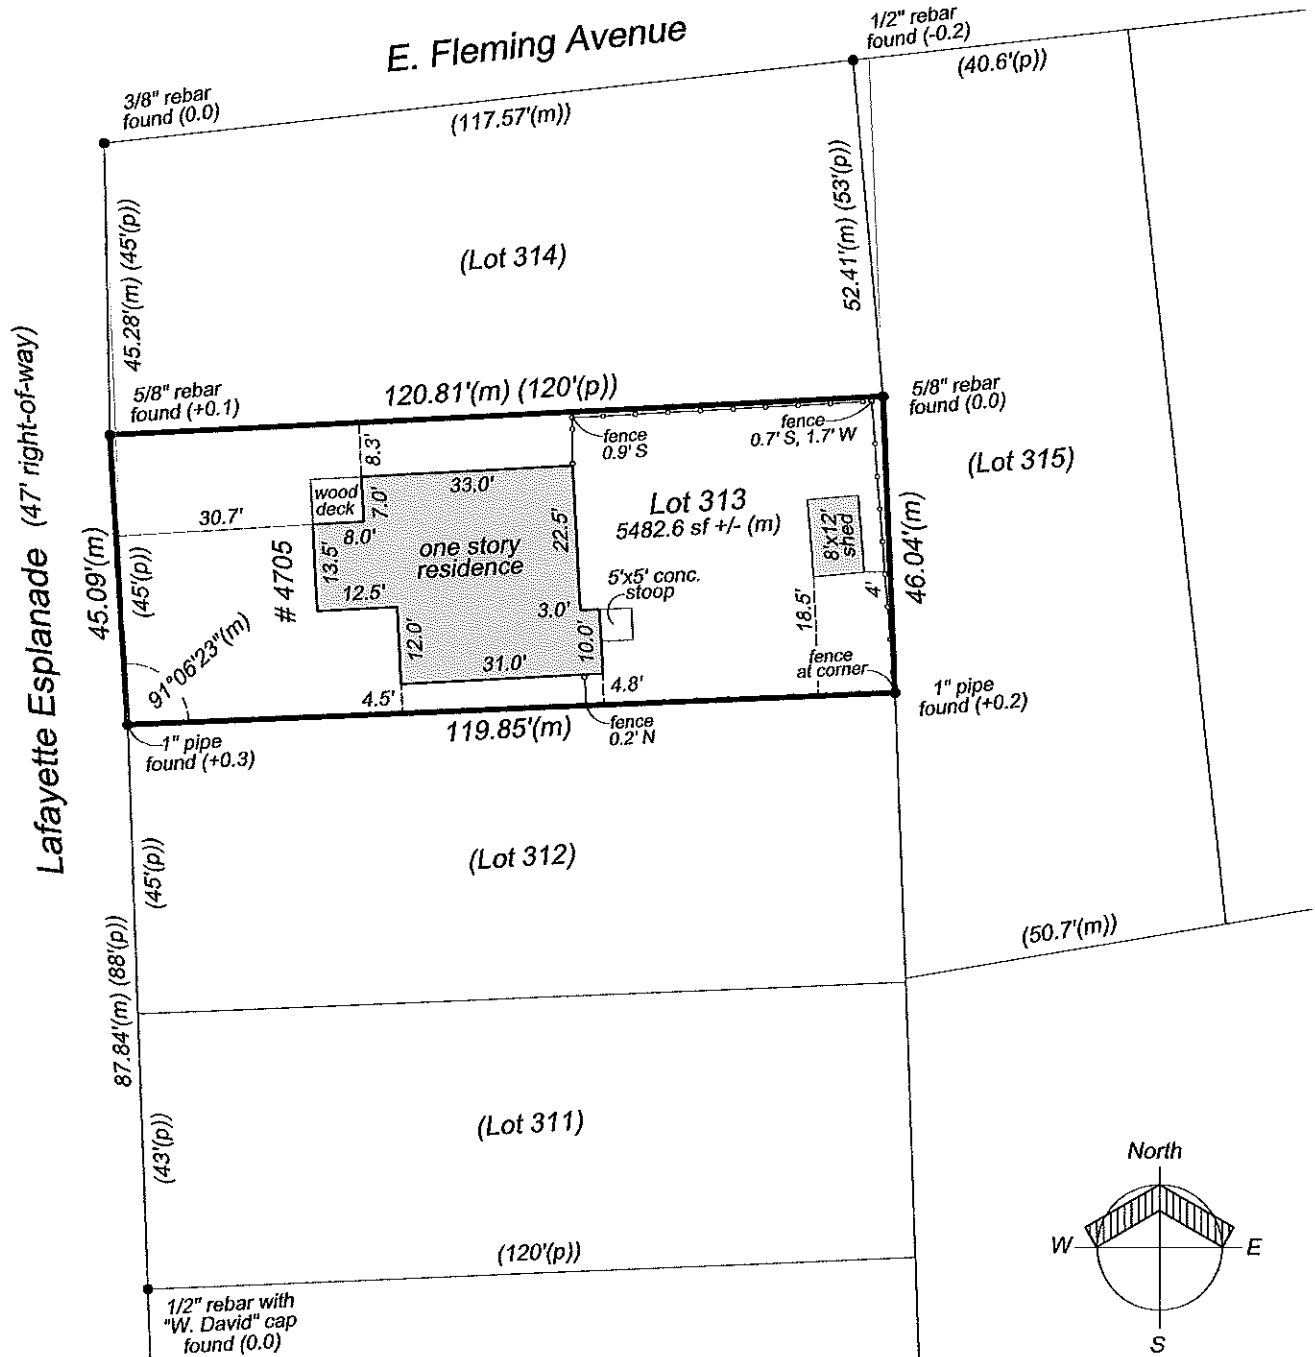 E. Fleming Avenue
1/2" rebar
found (-0.2)
(40.6'(p))
3/8" rebar
found (0.0)
(117.57'(m))
45.28'(m) (45'(p))
(Lot 314)
52.41'(m) (53'(p))
Lafayette Esplanade (47' right-of-way)
5/8" rebar
found (+0.1)
120.81'(m) (120'(p))
5/8" rebar
found (0.0)
fence
0.9' S
fence
0.7' S, 1.7' W
(Lot 315)
8.3'
wood
deck
7.0'
33.0'
Lot 313
5482.6 sf +/- (m)
30.7'
8.0'
22.5'
8'x12'
shed
45.09'(m)
(45'(p))
# 4705
13.5'
one story
residence
5'x5' conc.
stoop
46.04'(m)
12.5'
3.0'
18.5'
4'
91°06'23"(m)
12.0'
10.0'
31.0'
fence
at corner
4.5'
4.8'
1" pipe
found (+0.2)
119.85'(m)
fence
0.2' N
1" pipe
found (+0.3)
(45'(p))
(Lot 312)
87.84'(m) (88'(p))
(50.7'(m))
(Lot 311)
(43'(p))
North
W
E
S
(120'(p))
1/2" rebar with
"W. David" cap
found (0.0)